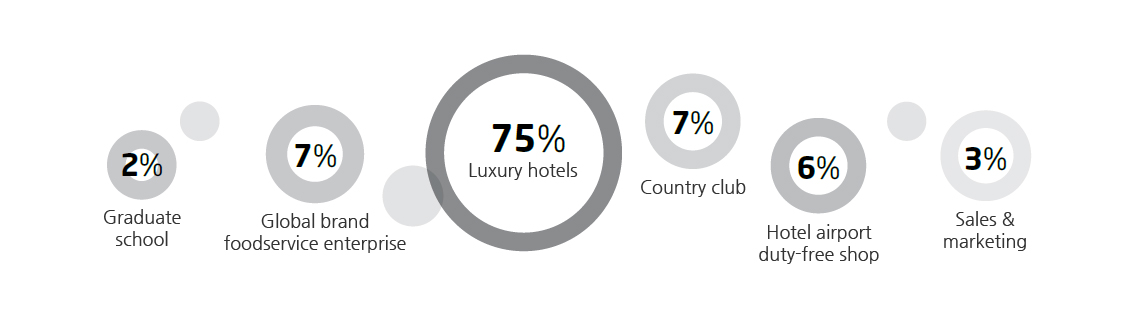 2%
Graduate
school
7%
Global brand
foodservice enterprise
75%
Luxury hotels
7%
Country club
6%
Hotel airport
duty-free shop
3%
Sales &
marketing